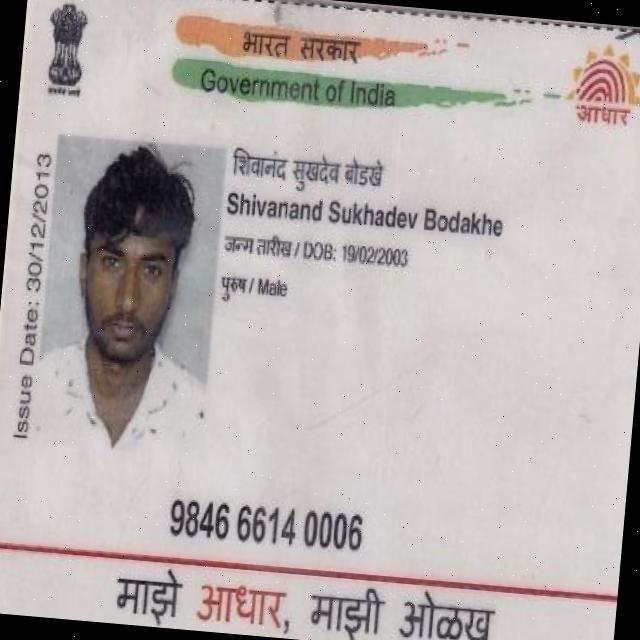 भारत सरकार
Government of India
आधार
Issue Date: 30/12/2013
शिवानंद सुखदेव बोडखे
Shivanand Sukhadev Bodakhe
जन्म तारीख / DOB: 19/02/2003
पुरुष / Male
9846 6614 0006
माझे आधार, माझी ओळख